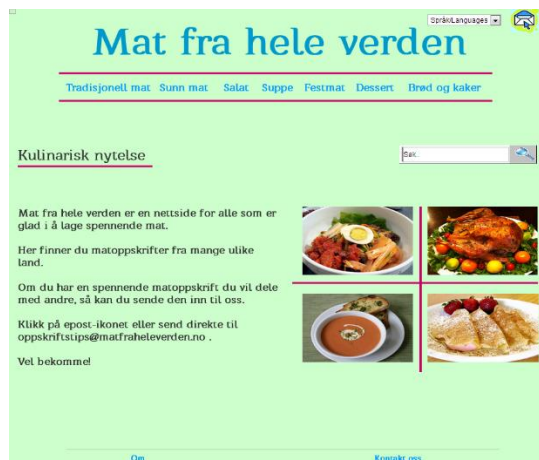 Språk/Languages
Mat fra hele verden
Tradisjonell mat Sunn mat Salat Suppe Festmat Dessert Brød og kaker
Kulinarisk nytelse
Søk..
Mat fra hele verden er en nettside for alle som er
glad i å lage spennende mat.
Her finner du matoppskrifter fra mange ulike
land.
Om du har en spennende matoppskrift du vil dele
med andre, så kan du sende den inn til oss.
Klikk på epost-ikonet eller send direkte til
oppskriftstips@matfraheleverden.no .
Vel bekomme!
Om Kontakt oss